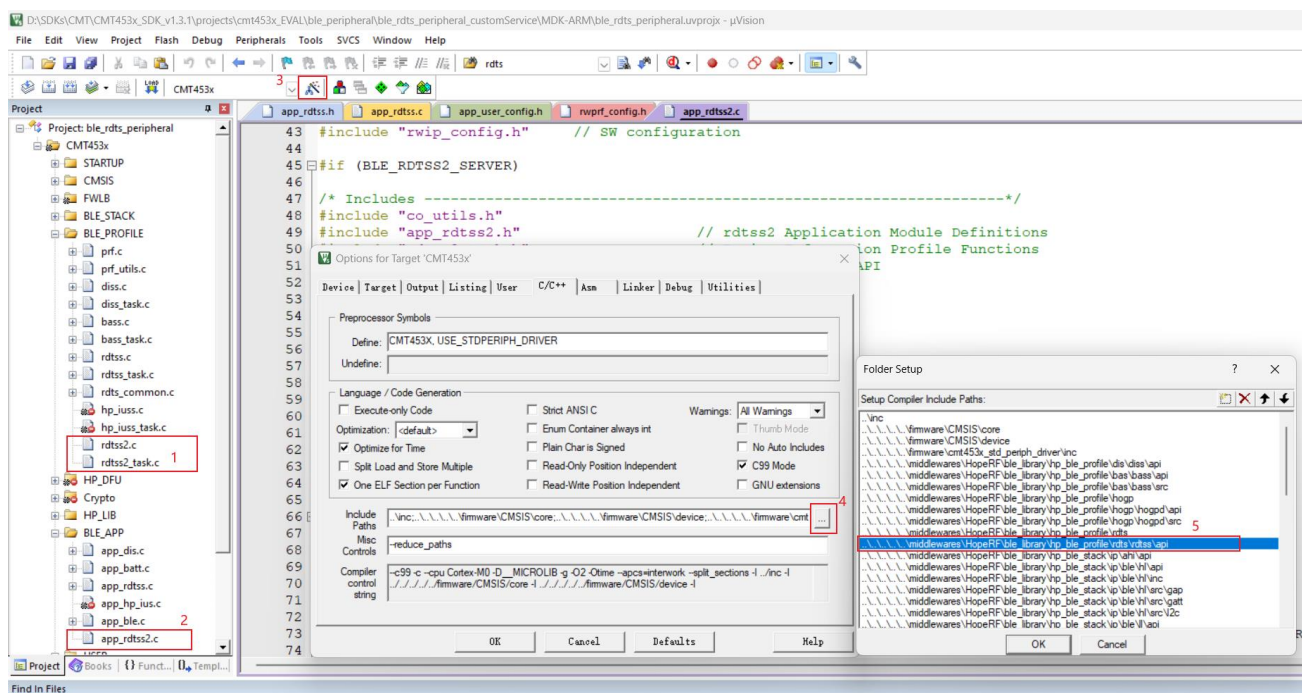 D:\SDKs\CMT\CMT453x_SDK_v1.3.1\projects\cmt453x_EVAL\ble_peripheral\ble_rdts_peripheral_customService\MDK-ARM\ble_rdts_peripheral.uvprojx - µVision
File Edit View Project Flash Debug Peripherals Tools SVCS Window Help
rdts
CMT453x
3
Project
app_rdtss.h app_rdtss.c app_user_config.h rwprf_config.h app_rdtss2.c
Project: ble_rdts_peripheral
CMT453x
STARTUP
CMSIS
FWLB
BLE_STACK
BLE_PROFILE
prf.c
prf_utils.c
diss.c
diss_task.c
bass.c
bass_task.c
rdtss.c
rdtss_task.c
rdts_common.c
hp_iuss.c
hp_iuss_task.c
rdtss2.c
rdtss2_task.c 1
HP_DFU
Crypto
HP_LIB
BLE_APP
app_dis.c
app_batt.c
app_rdtss.c
app_hp_ius.c
app_ble.c 2
app_rdtss2.c
Project Books {} Funct... Templ...
Find In Files
43 #include "rwip_config.h" // SW configuration
44
45 #if (BLE_RDTSS2_SERVER)
46
47 /* Includes ------------------------------------------------------------------*/
48 #include "co_utils.h"
49 #include "app_rdtss2.h" // rdtss2 Application Module Definitions
50 ion Profile Functions
51 API
52
53
54
55
56
57
58
59
60
61
62
63
64
65
66
67
68
69
70
71
72
73
74
Options for Target 'CMT453x'
Device Target Output Listing User C/C++ Asm Linker Debug Utilities
Preprocessor Symbols
Define: CMT453X, USE_STDPERIPH_DRIVER
Undefine:
Language / Code Generation
Execute-only Code Strict ANSI C Warnings: All Warnings
Optimization: <default> Enum Container always int Thumb Mode
Optimize for Time Plain Char is Signed No Auto Includes
Split Load and Store Multiple Read-Only Position Independent C99 Mode
One ELF Section per Function Read-Write Position Independent GNU extensions
4
Include Paths ..\inc;..\..\..\..\..\firmware\CMSIS\core;..\..\..\..\..\firmware\CMSIS\device;..\..\..\..\..\firmware\cmt ...
Misc Controls --reduce_paths
Compiler control string -c99 -c --cpu Cortex-M0 -D__MICROLIB -g -O2 -Otime --apcs=interwork --split_sections -I ../inc -I
../../../../../firmware/CMSIS/core -I ../../../../../firmware/CMSIS/device -I
OK Cancel Defaults Help
Folder Setup ? ×
Setup Compiler Include Paths:
..\inc
..\..\..\..\..\firmware\CMSIS\core
..\..\..\..\..\firmware\CMSIS\device
..\..\..\..\..\firmware\cmt453x_std_periph_driver\inc
..\..\..\..\..\middlewares\HopeRF\ble_library\hp_ble_profile\dis\diss\api
..\..\..\..\..\middlewares\HopeRF\ble_library\hp_ble_profile\bas\bass\api
..\..\..\..\..\middlewares\HopeRF\ble_library\hp_ble_profile\bas\bass\src
..\..\..\..\..\middlewares\HopeRF\ble_library\hp_ble_profile\hogp
..\..\..\..\..\middlewares\HopeRF\ble_library\hp_ble_profile\hogp\hogpd\api
..\..\..\..\..\middlewares\HopeRF\ble_library\hp_ble_profile\hogp\hogpd\src
5
..\..\..\..\..\middlewares\HopeRF\ble_library\hp_ble_profile\rdts
..\..\..\..\..\middlewares\HopeRF\ble_library\hp_ble_profile\rdts\rdtss\api
..\..\..\..\..\middlewares\HopeRF\ble_library\hp_ble_stack\ip\ahi\api
..\..\..\..\..\middlewares\HopeRF\ble_library\hp_ble_stack\ip\ble\hl\api
..\..\..\..\..\middlewares\HopeRF\ble_library\hp_ble_stack\ip\ble\hl\inc
..\..\..\..\..\middlewares\HopeRF\ble_library\hp_ble_stack\ip\ble\hl\src\gap
..\..\..\..\..\middlewares\HopeRF\ble_library\hp_ble_stack\ip\ble\hl\src\gatt
..\..\..\..\..\middlewares\HopeRF\ble_library\hp_ble_stack\ip\ble\hl\src\l2c
..\..\..\..\..\middlewares\HopeRF\ble_library\hp_ble_stack\ip\ble\ll\api
OK Cancel